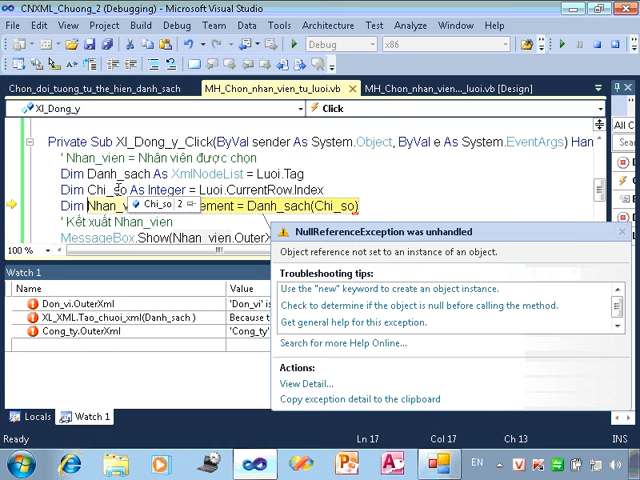 CNXML_Chuong_2 (Debugging) - Microsoft Visual Studio
File Edit View Project Build Debug Team Data Tools Architecture Test Analyze Window Help
Debug x86
Chon_doi_tuong_tu_the_hien_danh_sach MH_Chon_nhan_vien_tu_luoi.vb MH_Chon_nhan_vien..._luoi.vb [Design]
XI_Dong_y Click
All C
Private Sub XI_Dong_y_Click(ByVal sender As System.Object, ByVal e As System.EventArgs) Han
' Nhan_vien = Nhân viên được chọn
Dim Danh_sach As XmlNodeList = Luoi.Tag
Dim Chi_so As Integer = Luoi.CurrentRow.Index
Dim Nhan_v ement = Danh_sach(Chi_so)
Chi_so 2
' Kết xuất Nhan_vien
MessageBox.Show(Nhan_vien.OuterX
100 %
NullReferenceException was unhandled
Object reference not set to an instance of an object.
Troubleshooting tips:
Use the "new" keyword to create an object instance.
Check to determine if the object is null before calling the method.
Get general help for this exception.
Search for more Help Online...
Actions:
View Detail...
Copy exception detail to the clipboard
Watch 1
Name Value
Don_vi.OuterXml 'Don_vi' is
XL_XML.Tao_chuoi_xml(Danh_sach ) Because t
Cong_ty.OuterXml 'Cong_ty'
Locals Watch 1
Ready Ln 17 Col 17 Ch 13 INS
EN